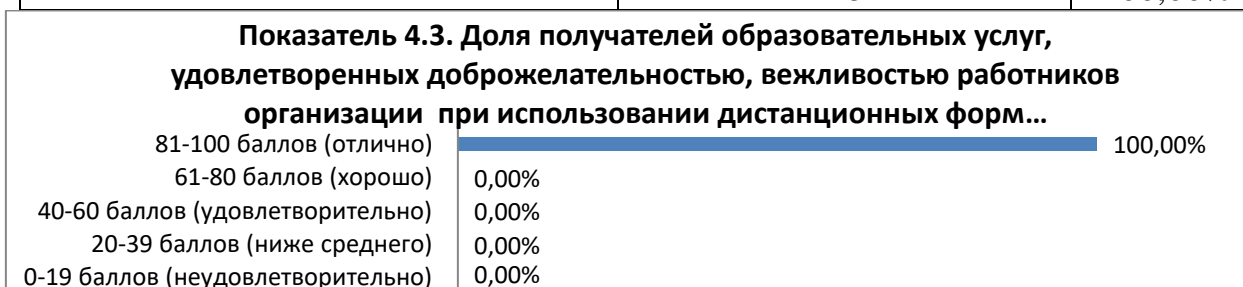 Показатель 4.3. Доля получателей образовательных услуг,
удовлетворенных доброжелательностью, вежливостью работников
организации при использовании дистанционных форм…
81-100 баллов (отлично) 100,00%
61-80 баллов (хорошо) 0,00%
40-60 баллов (удовлетворительно) 0,00%
20-39 баллов (ниже среднего) 0,00%
0-19 баллов (неудовлетворительно) 0,00%